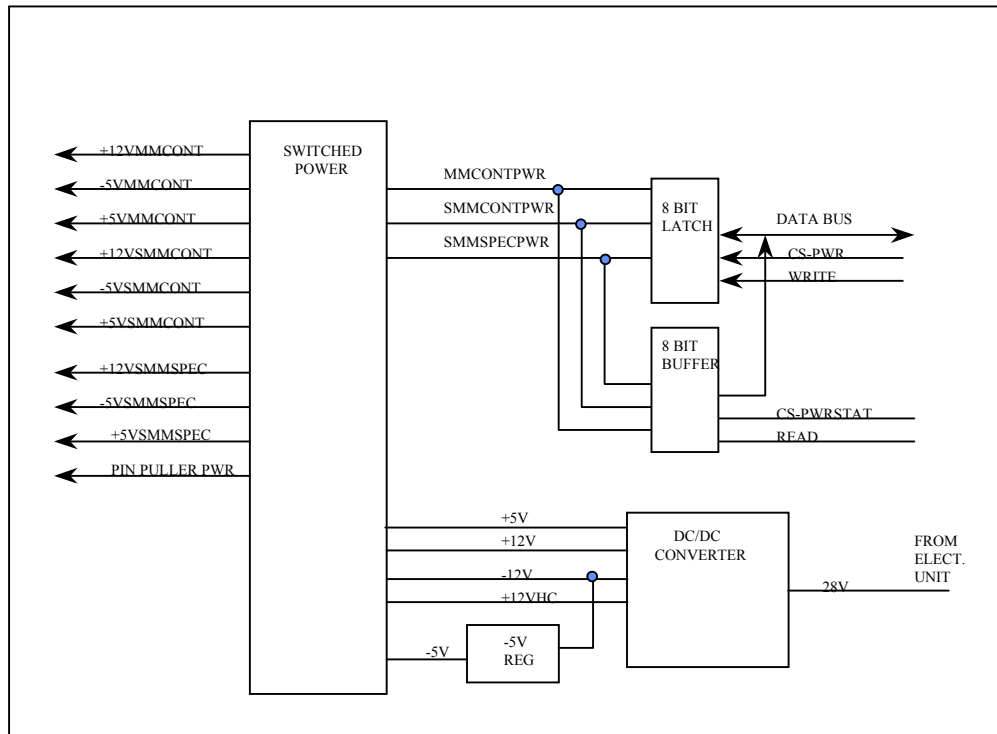 +12VMMCONT
-5VMMCONT
+5VMMCONT
+12VSMMCONT
-5VSMMCONT
+5VSMMCONT
+12VSMMSPEC
-5VSMMSPEC
+5VSMMSPEC
PIN PULLER PWR
SWITCHED
POWER
MMCONTPWR
SMMCONTPWR
SMMSPECPWR
8 BIT
LATCH
DATA BUS
CS-PWR
WRITE
8 BIT
BUFFER
CS-PWRSTAT
READ
+5V
+12V
-12V
+12VHC
-5V
-5V
REG
DC/DC
CONVERTER
28V
FROM
ELECT.
UNIT